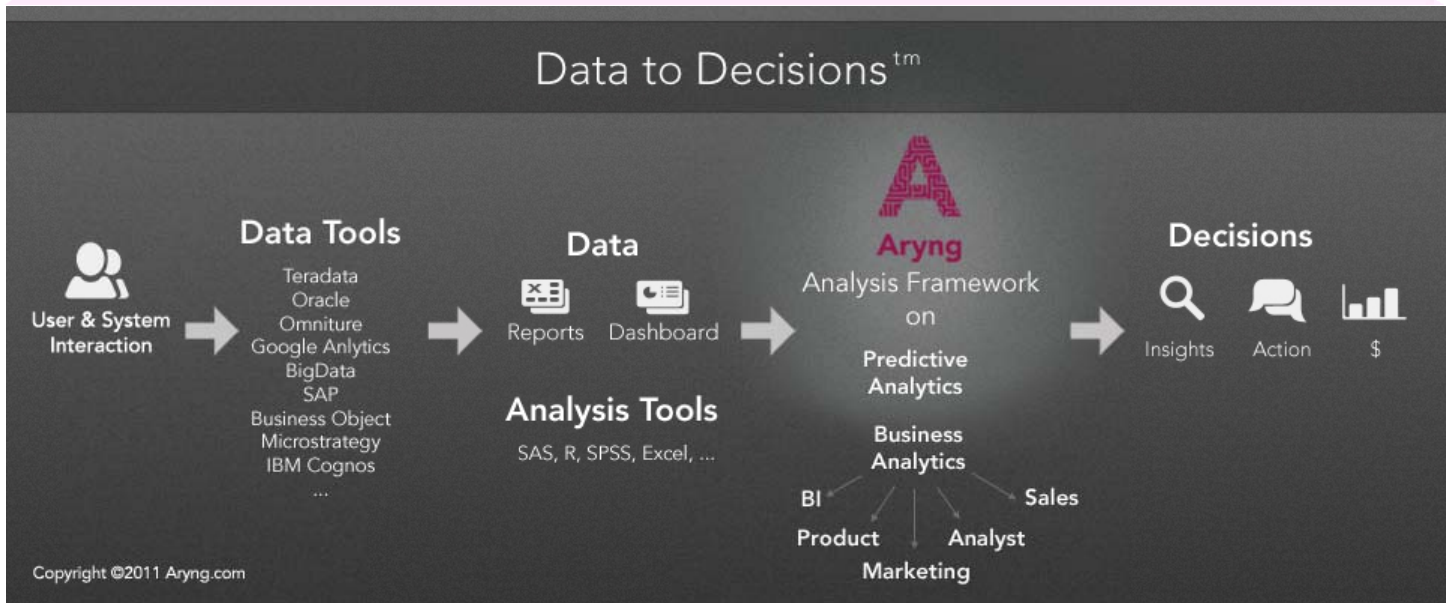 Data to Decisions™
User & System
Interaction
Data Tools
Teradata
Oracle
Omniture
Google Anlytics
BigData
SAP
Business Object
Microstrategy
IBM Cognos
...
Data
Reports Dashboard
Analysis Tools
SAS, R, SPSS, Excel, ...
A
Aryng
Analysis Framework
on
Predictive
Analytics
Business
Analytics
BI Sales
Product Analyst
Marketing
Decisions
Insights Action $
Copyright ©2011 Aryng.com